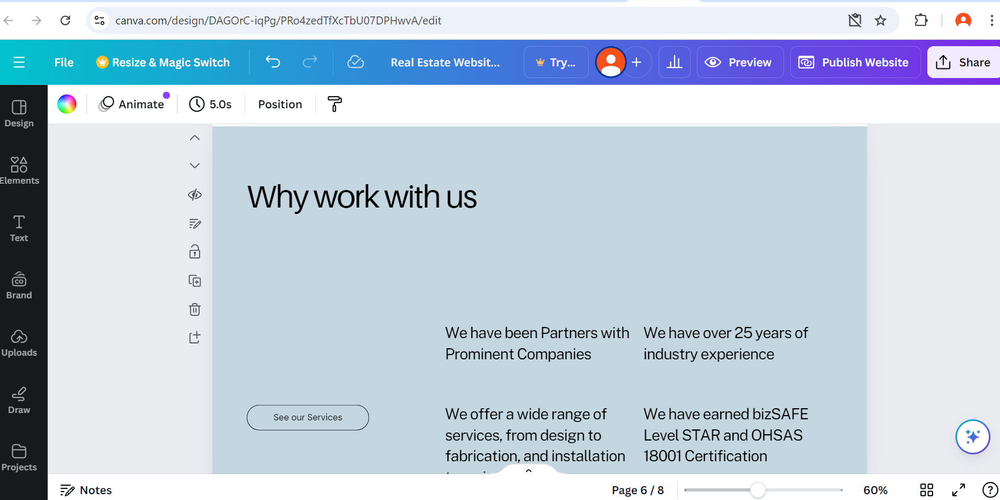 canva.com/design/DAGOrC-iqPg/PRo4zedTfXcTbU07DPHwvA/edit
File
Resize & Magic Switch
Real Estate Websit...
Try...
Preview
Publish Website
Share
Animate
5.0s
Position
Design
Elements
Text
Brand
Uploads
Draw
Projects
Why work with us
We have been Partners with
Prominent Companies
We have over 25 years of
industry experience
See our Services
We offer a wide range of
services, from design to
fabrication, and installation
We have earned bizSAFE
Level STAR and OHSAS
18001 Certification
Notes
Page 6 / 8
60%